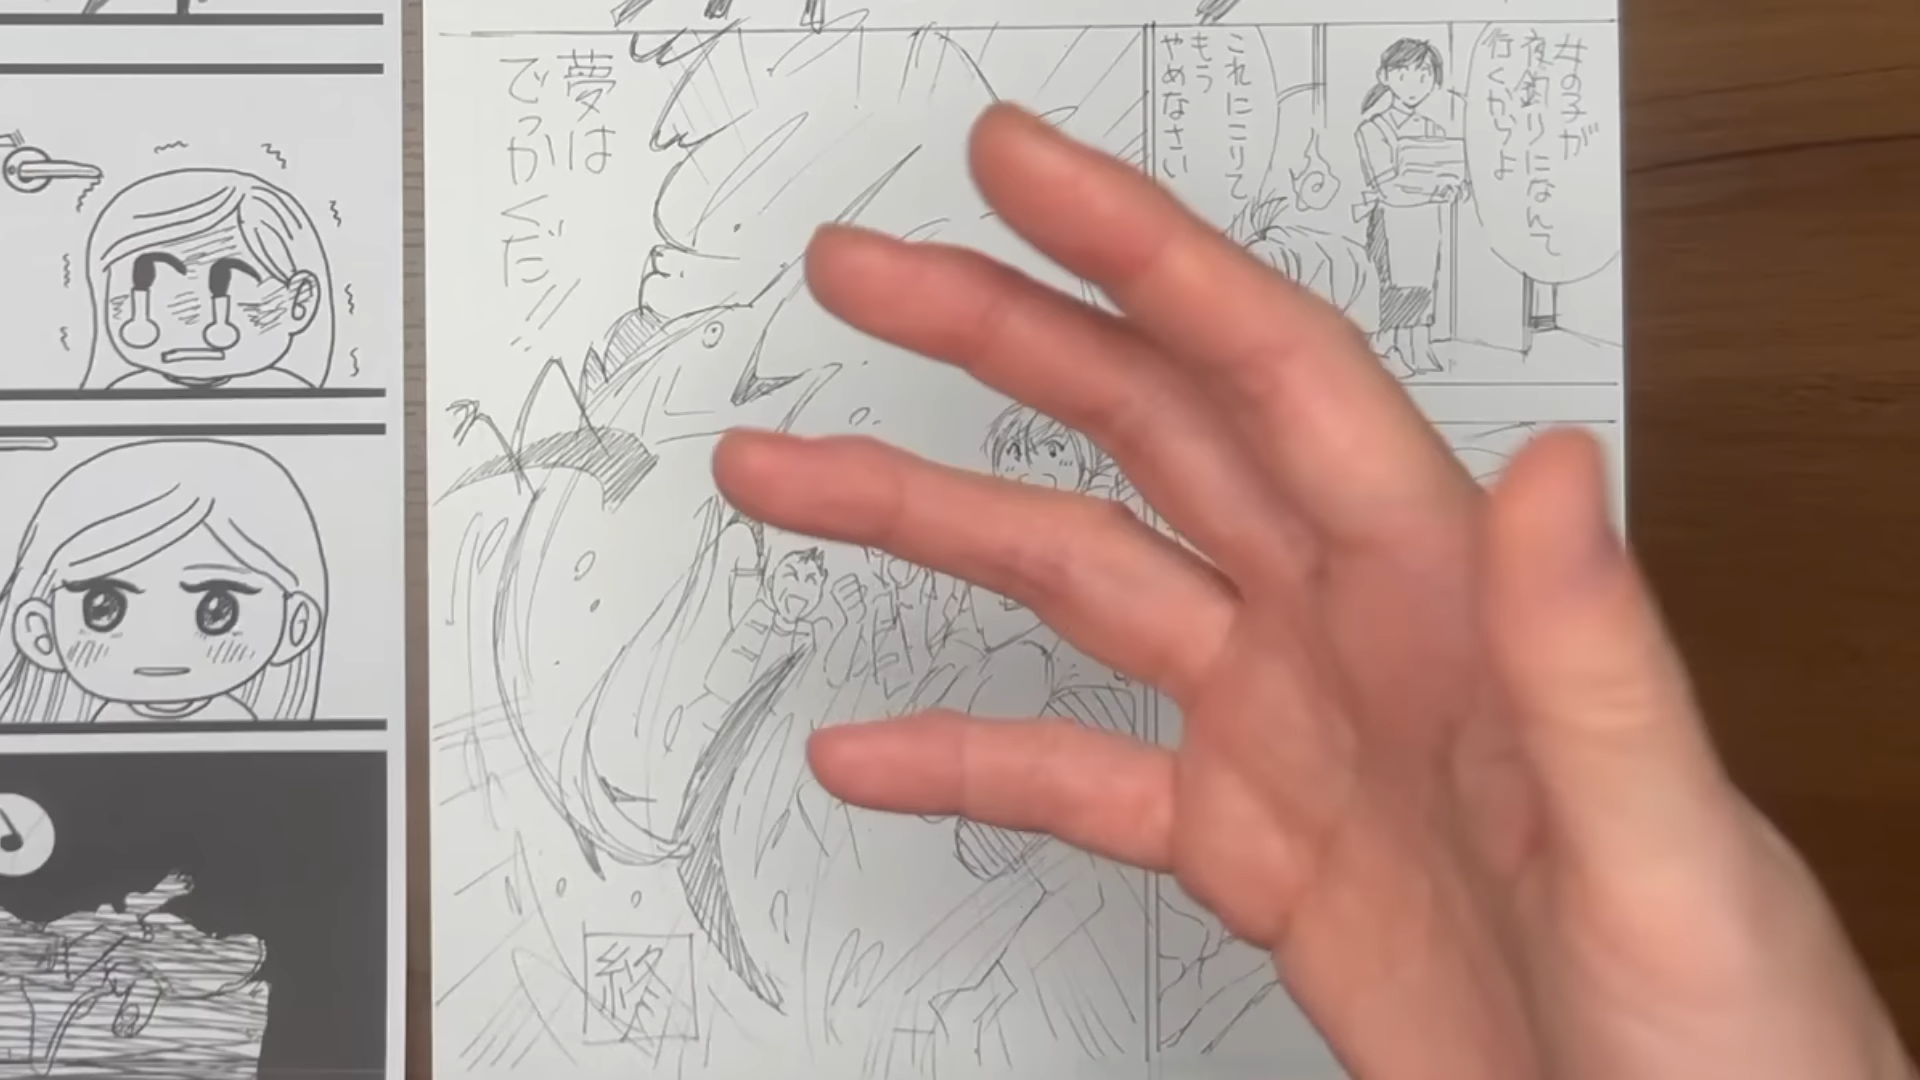 女の子が
夜釣りになんて
行くからよ
これにこりて
もう
やめなさい
夢は
でっかくだ
終